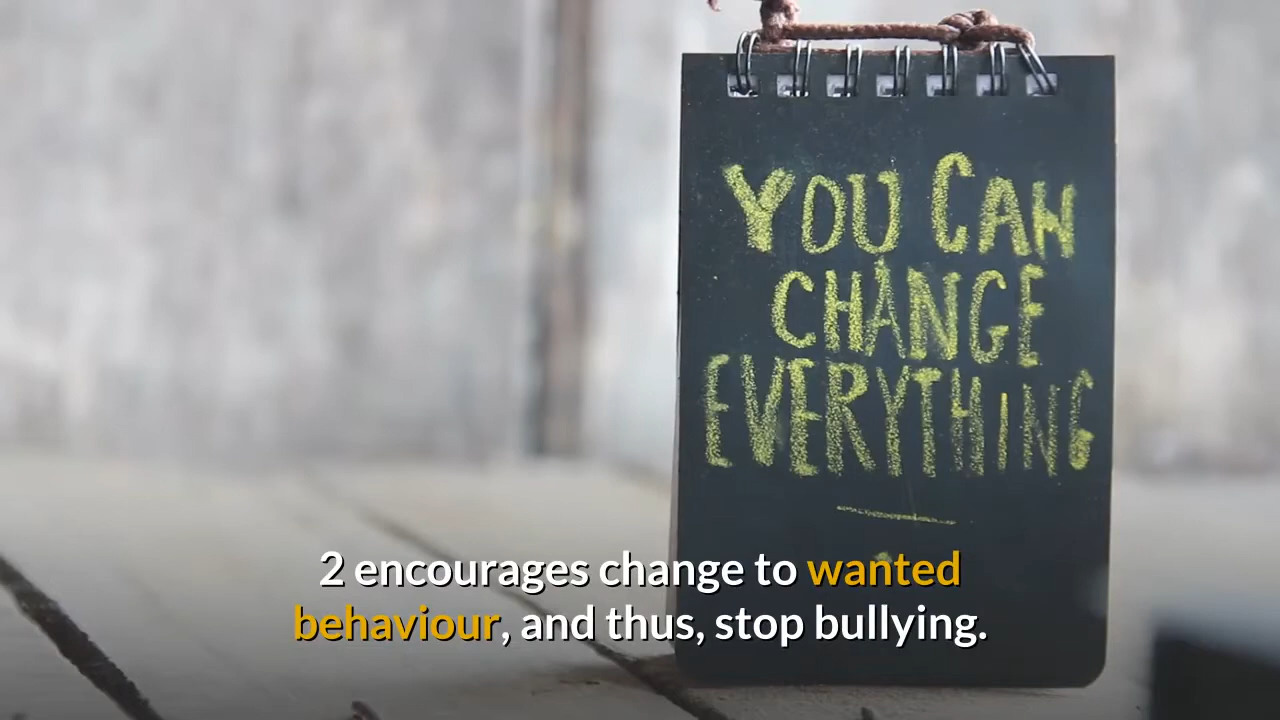 YOU CAN
CHANGE
EVERYTHING
2 encourages change to wanted
behaviour, and thus, stop bullying.